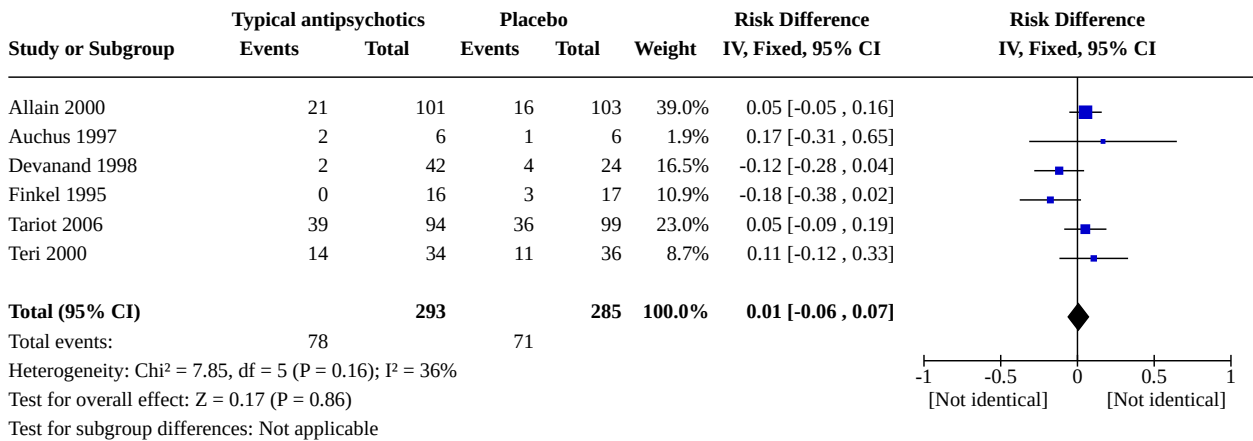 Typical antipsychotics Placebo Risk Difference Risk Difference
Study or Subgroup Events Total Events Total Weight IV, Fixed, 95% CI IV, Fixed, 95% CI
Allain 2000 21 101 16 103 39.0% 0.05 [-0.05 , 0.16]
Auchus 1997 2 6 1 6 1.9% 0.17 [-0.31 , 0.65]
Devanand 1998 2 42 4 24 16.5% -0.12 [-0.28 , 0.04]
Finkel 1995 0 16 3 17 10.9% -0.18 [-0.38 , 0.02]
Tariot 2006 39 94 36 99 23.0% 0.05 [-0.09 , 0.19]
Teri 2000 14 34 11 36 8.7% 0.11 [-0.12 , 0.33]
Total (95% CI) 293 285 100.0% 0.01 [-0.06 , 0.07]
Total events: 78 71
Heterogeneity: Chi² = 7.85, df = 5 (P = 0.16); I² = 36%
-1 -0.5 0 0.5 1
Test for overall effect: Z = 0.17 (P = 0.86) [Not identical] [Not identical]
Test for subgroup differences: Not applicable